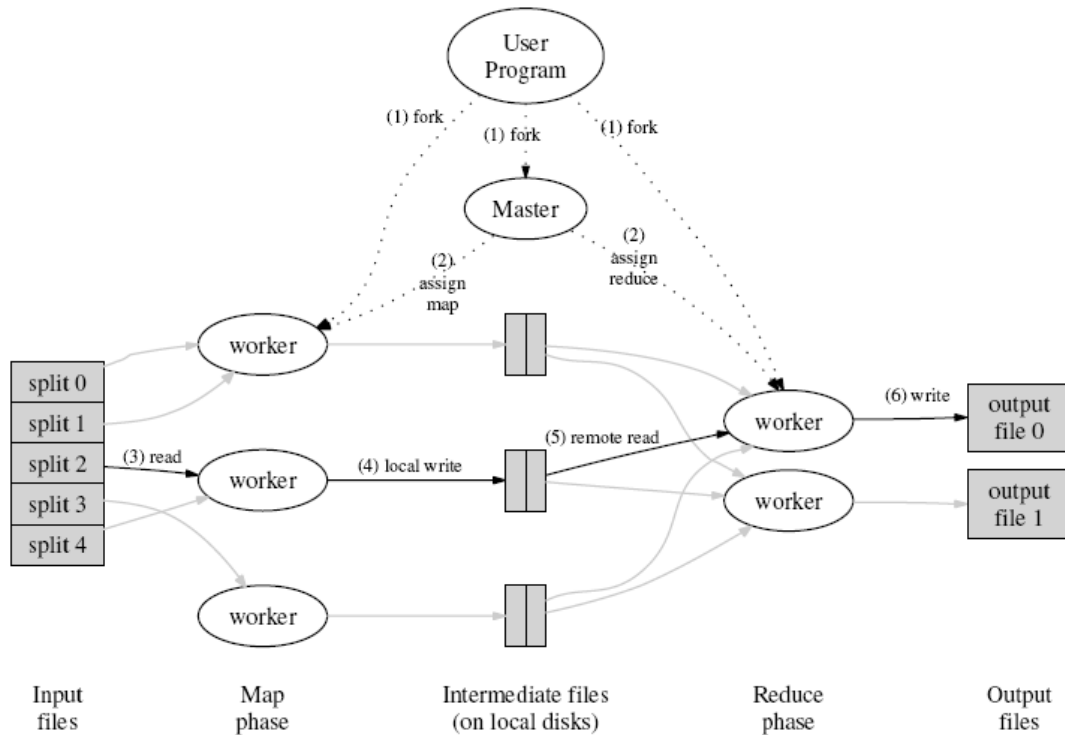 User
Program
(1) fork
(1) fork
(1) fork
Master
(2)
assign
map
(2)
assign
reduce
worker
split 0
split 1
split 2
split 3
split 4
(3) read
worker
(4) local write
(5) remote read
worker
(6) write
output
file 0
worker
output
file 1
worker
Input
files
Map
phase
Intermediate files
(on local disks)
Reduce
phase
Output
files